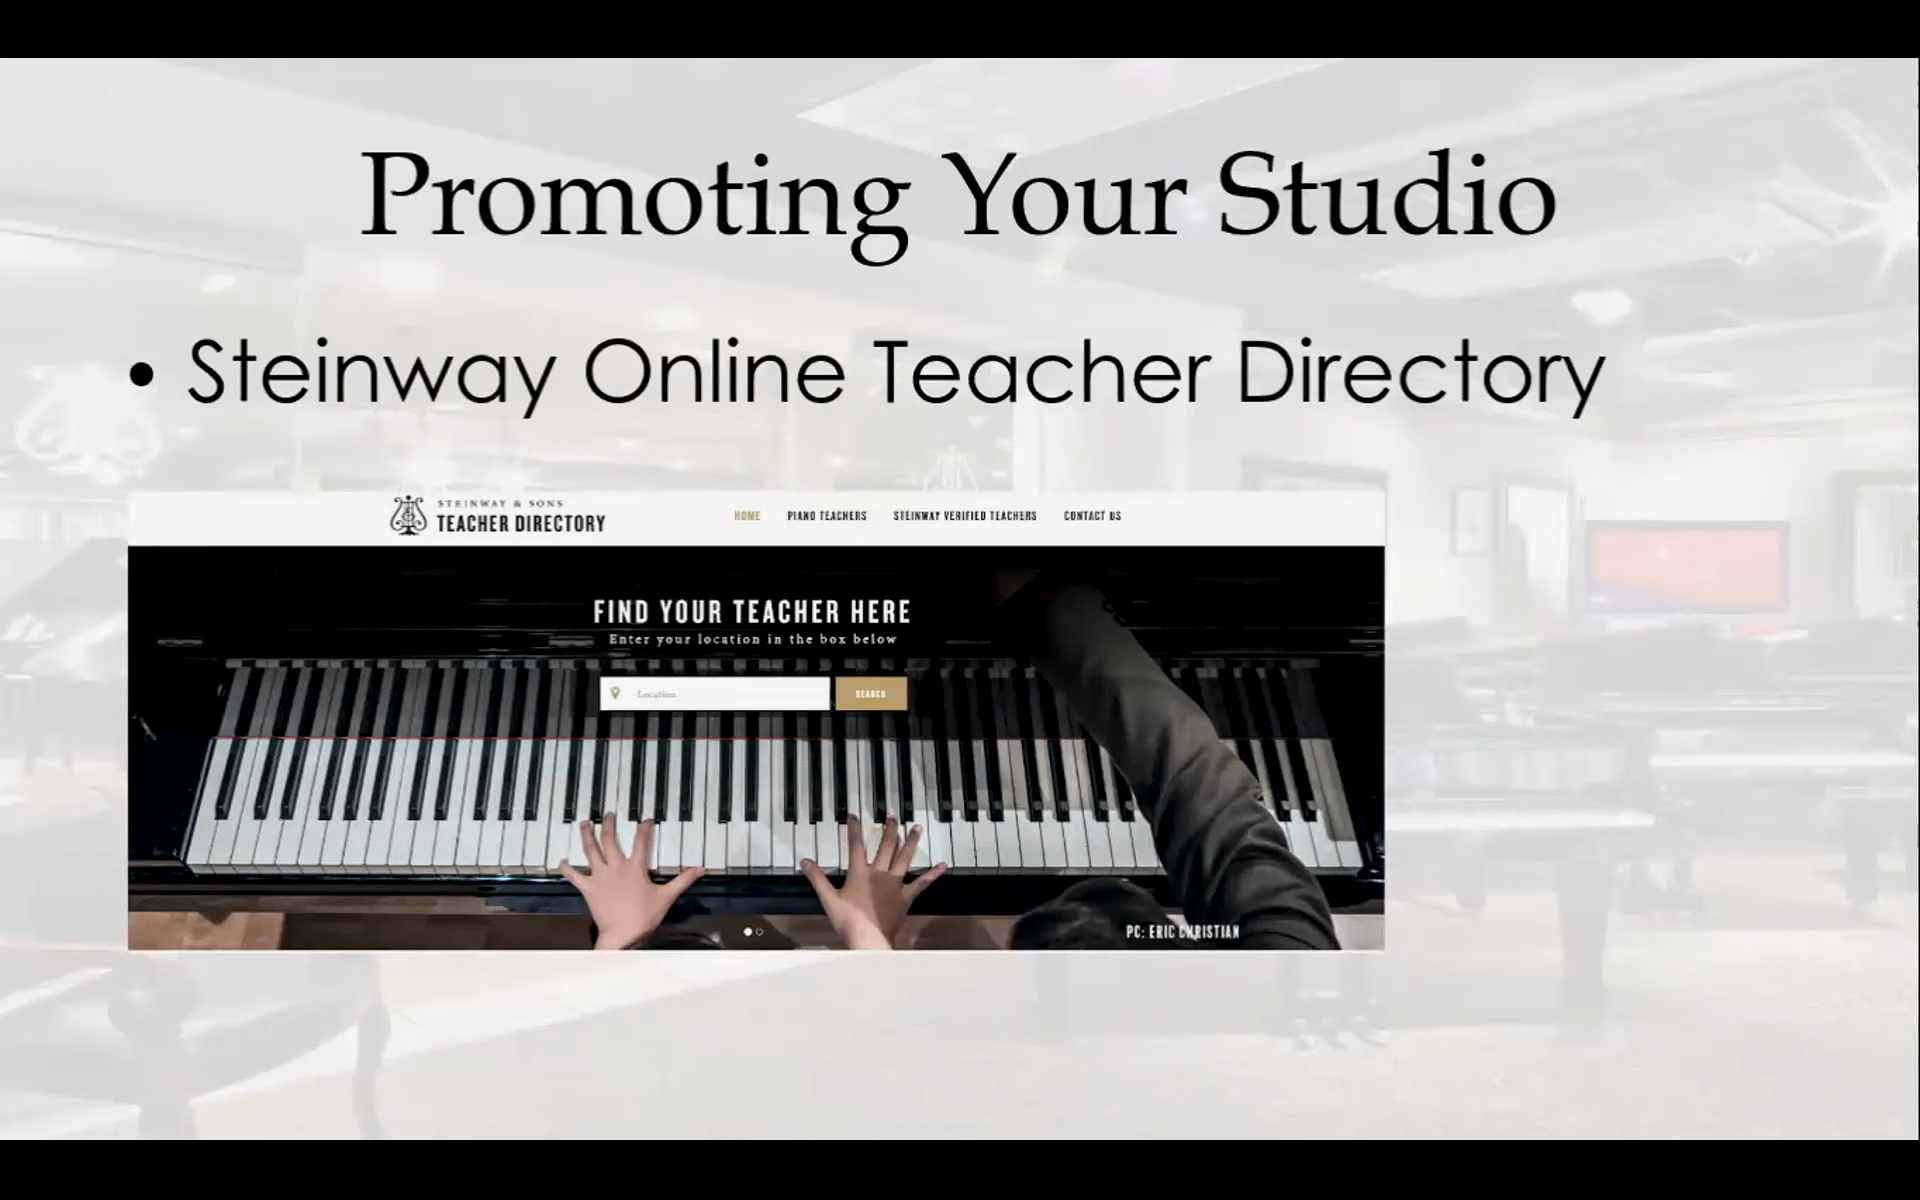 Promoting Your Studio
• Steinway Online Teacher Directory
STEINWAY & SONS
TEACHER DIRECTORY
HOME PIANO TEACHERS STEINWAY VERIFIED TEACHERS CONTACT US
FIND YOUR TEACHER HERE
Enter your location in the box below
Location SEARCH
PC: ERIC CHRISTIAN